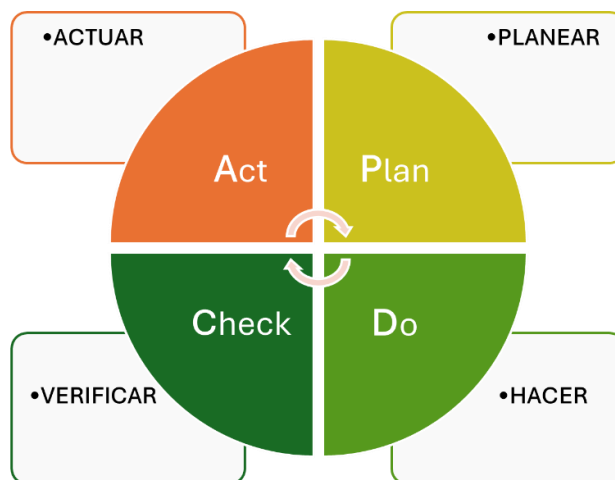 •ACTUAR
•PLANEAR
Act
Plan
Check
Do
•VERIFICAR
•HACER